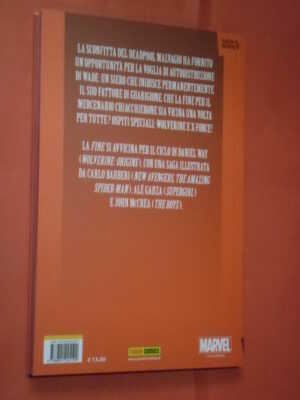 LA SCONFITTA DEL DEADPOOL MALVAGIO HA FORNITO
UN'OPPORTUNITÀ PER LA VOGLIA DI AUTODISTRUZIONE
DI WADE: UN SIERO CHE INIBISCE PERMANENTEMENTE
IL SUO FATTORE DI GUARIGIONE. CHE LA FINE PER IL
MERCENARIO CHIACCHIERONE SIA VICINA UNA VOLTA
PER TUTTE? OSPITI SPECIALI: WOLVERINE E X-FORCE!
LA FINE SI AVVICINA PER IL CICLO DI DANIEL WAY
(WOLVERINE: ORIGINS), CON UNA SAGA ILLUSTRATA
DA CARLO BARBERI (NEW AVENGERS, THE AMAZING
SPIDER-MAN), ALE GARZA (SUPERGIRL)
E JOHN MCCREA (THE BOYS).
PANINI COMICS
MARVEL